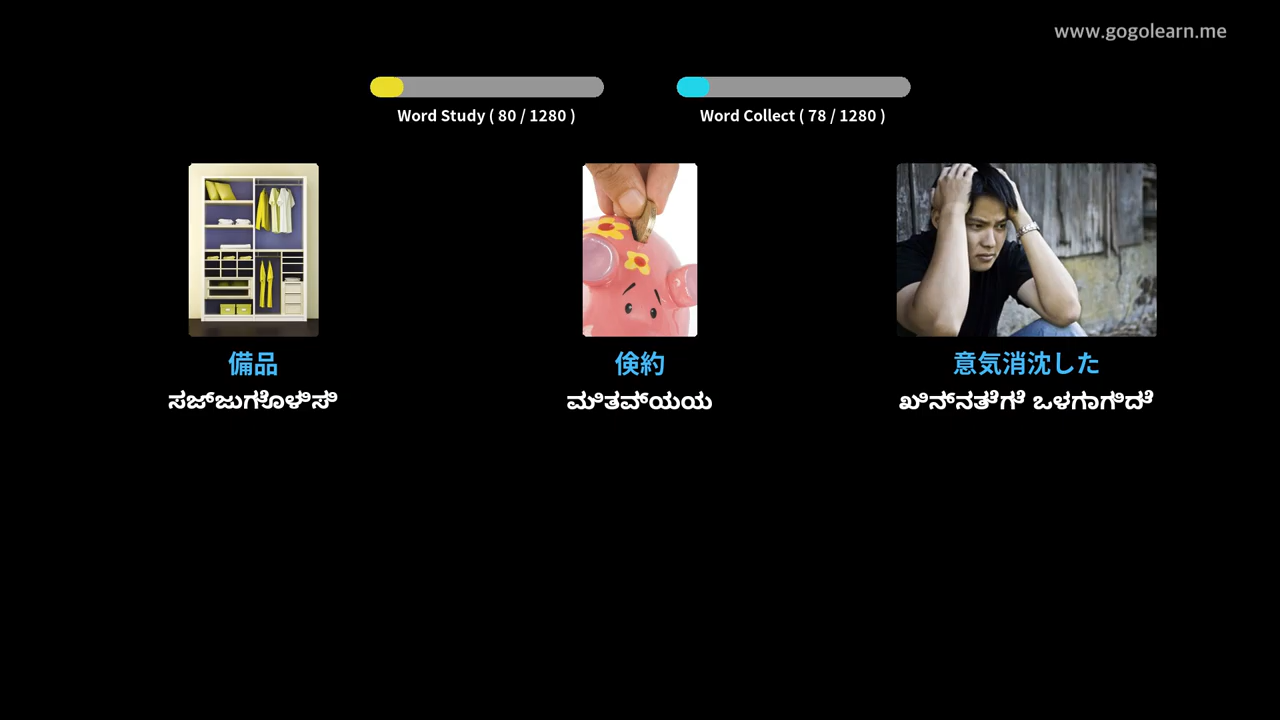 www.gogolearn.me
Word Study ( 80 / 1280 )
Word Collect ( 78 / 1280 )
備品
倹約
意気消沈した
ಸಜ್ಜುಗೊಳಿಸಿ
ಮಿತವ್ಯಯ
ಖಿನ್ನತೆಗೆ ಒಳಗಾಗಿದೆ